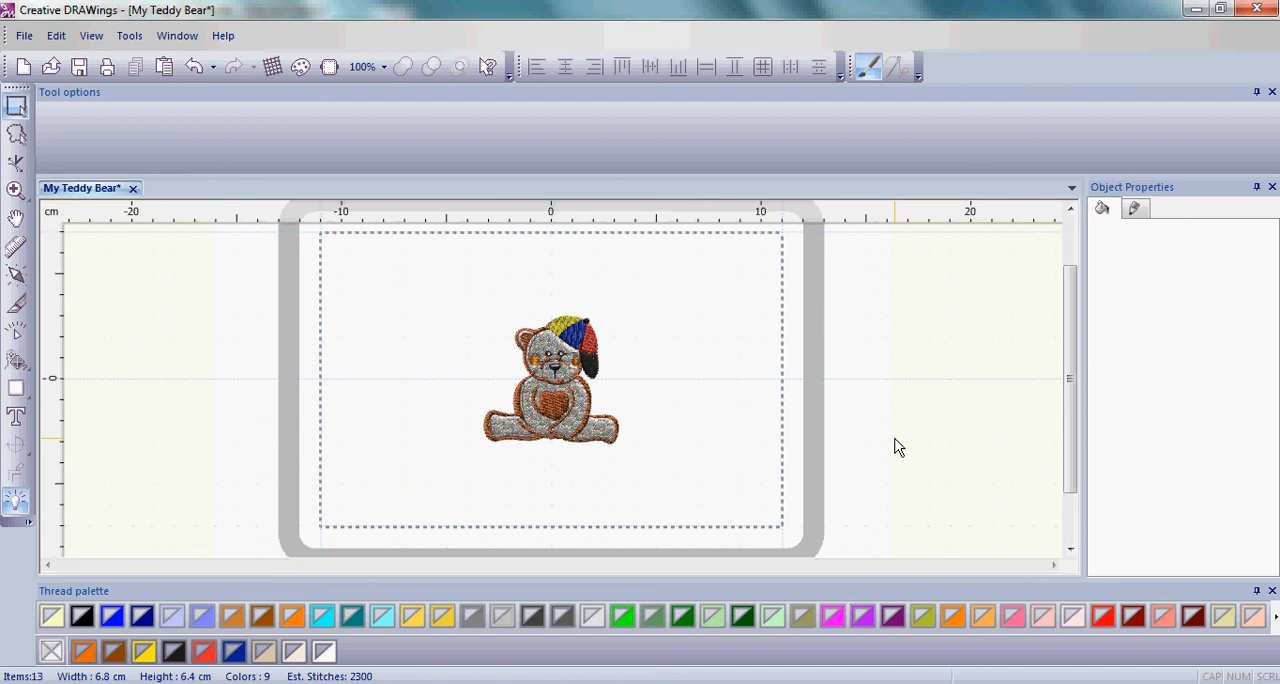 Creative DRAWings - [My Teddy Bear*]
File Edit View Tools Window Help
100%
Tool options
My Teddy Bear*
Object Properties
cm -20 -10 0 10 20
0
Thread palette
Items:13 Width : 6.8 cm Height : 6.4 cm Colors : 9 Est. Stitches: 2300 CAP NUM SCRL